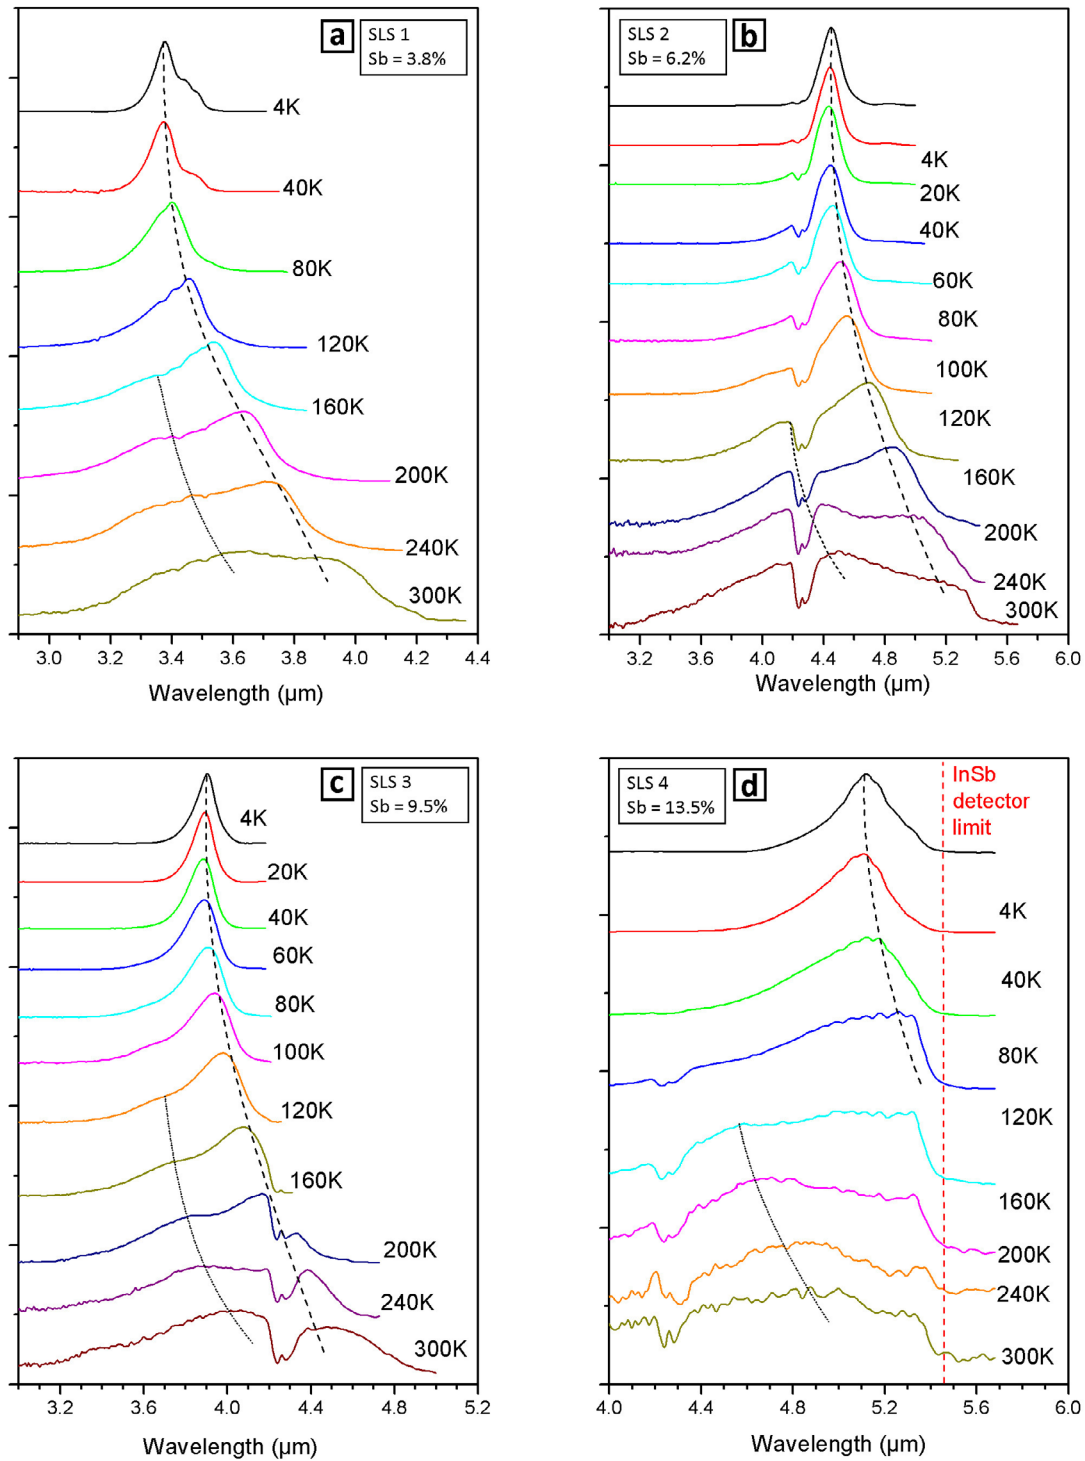 a
SLS 1
Sb = 3.8%
4K
40K
80K
120K
160K
200K
240K
300K
3.0 3.2 3.4 3.6 3.8 4.0 4.2 4.4
Wavelength (µm)
SLS 2
Sb = 6.2%
b
4K
20K
40K
60K
80K
100K
120K
160K
200K
240K
300K
3.2 3.6 4.0 4.4 4.8 5.2 5.6 6.0
Wavelength (µm)
c
SLS 3
Sb = 9.5%
4K
20K
40K
60K
80K
100K
120K
160K
200K
240K
300K
3.2 3.6 4.0 4.4 4.8 5.2
Wavelength (µm)
SLS 4
Sb = 13.5%
d
InSb
detector
limit
4K
40K
80K
120K
160K
200K
240K
300K
4.0 4.4 4.8 5.2 5.6 6.0
Wavelength (µm)